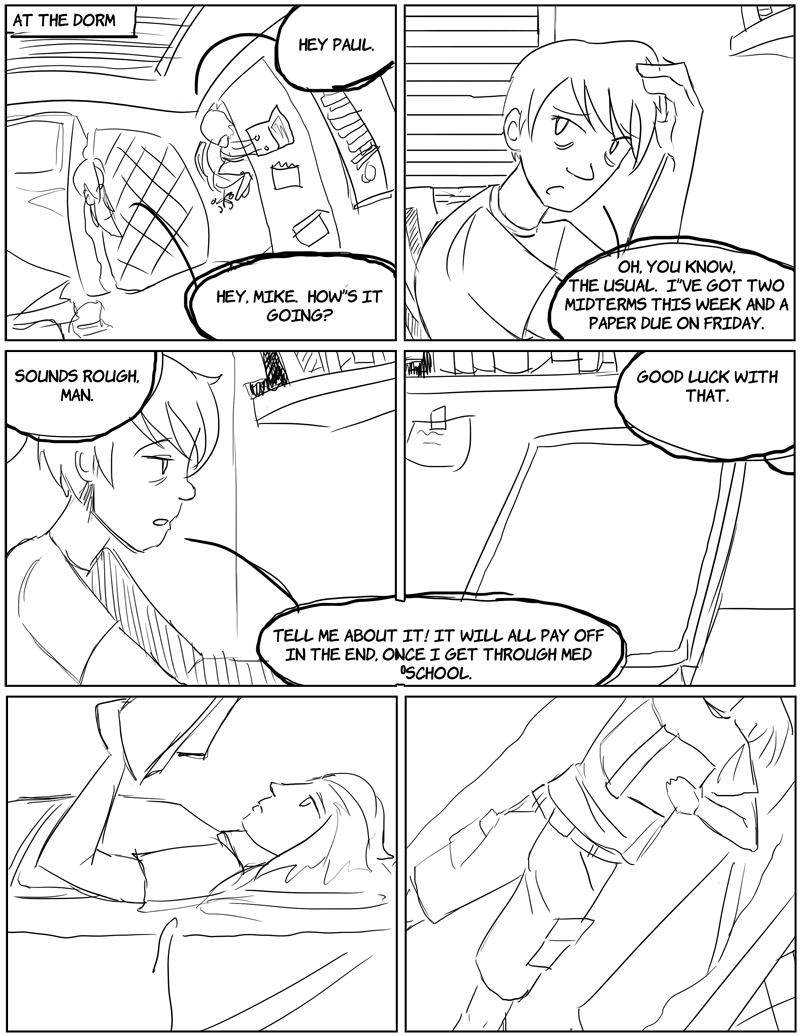 AT THE DORM
HEY PAUL.
HEY, MIKE. HOW"S IT
GOING?
OH, YOU KNOW,
THE USUAL. I"VE GOT TWO
MIDTERMS THIS WEEK AND A
PAPER DUE ON FRIDAY.
SOUNDS ROUGH,
MAN.
GOOD LUCK WITH
THAT.
TELL ME ABOUT IT! IT WILL ALL PAY OFF
IN THE END, ONCE I GET THROUGH MED
SCHOOL.